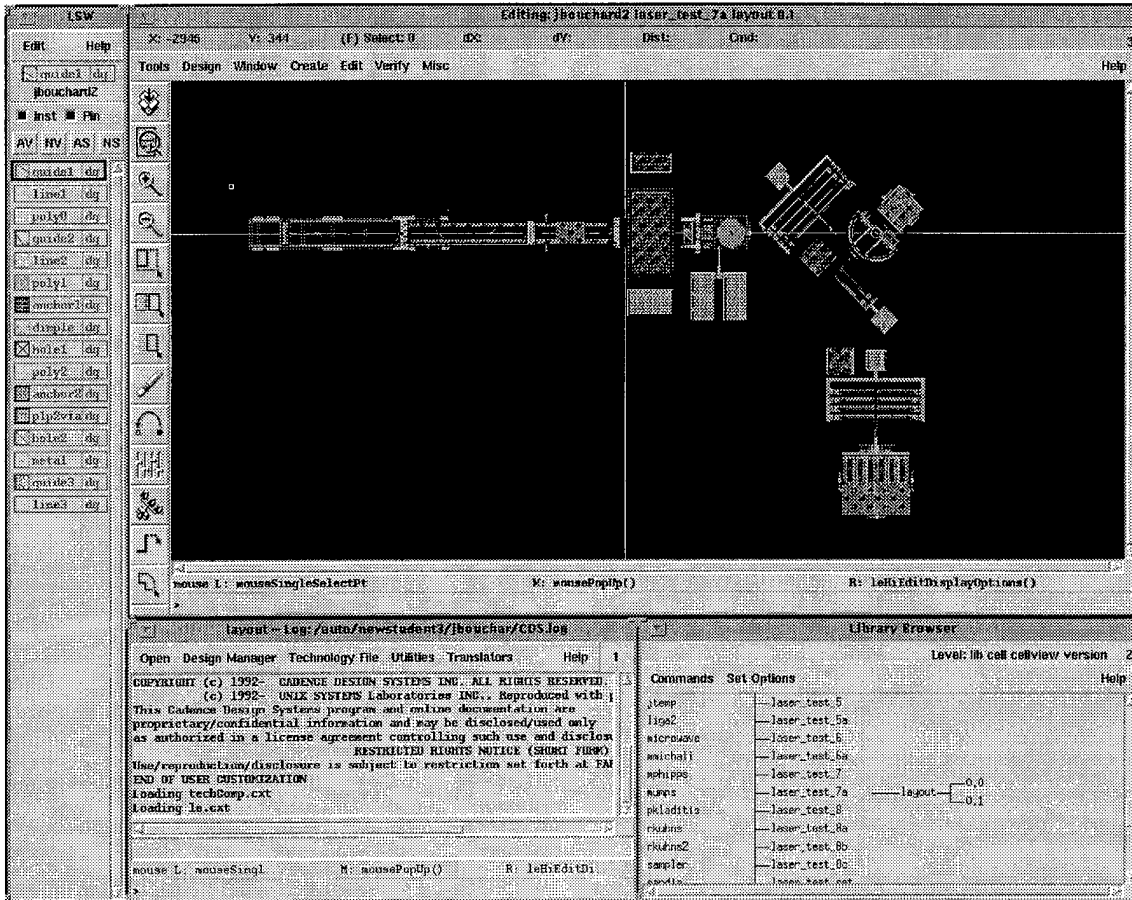 LSW
Edit Help
guide1 dg
jbouchard2
Inst Pin
AV NV AS NS
guide1 dg
line1 dg
poly0 dg
guide2 dg
line2 dg
poly1 dg
anchor1 dg
dimple dg
hole1 dg
poly2 dg
anchor2 dg
p1p2via dg
hole2 dg
metal dg
guide3 dg
line3 dg
Editing: jbouchard2 laser_test_7a layout 0.1
X: -2946 Y: 344 (F) Select: 0 dX: dY: Dist: Cmd:
Tools Design Window Create Edit Verify Misc Help
mouse L: mouseSingleSelectPt M: mousePopUp() R: leHiEditDisplayOptions()
>
layout - Log: /auto/newstudent3/jbouchar/CDS.log
Open Design Manager Technology File Utilities Translators Help 1
COPYRIGHT (c) 1992- CADENCE DESIGN SYSTEMS INC. ALL RIGHTS RESERVED.
(c) 1992- UNIX SYSTEMS Laboratories INC., Reproduced with p
This Cadence Design Systems program and online documentation are
proprietary/confidential information and may be disclosed/used only
as authorized in a license agreement controlling such use and disclosu
RESTRICTED RIGHTS NOTICE (SHORT FORM)
Use/reproduction/disclosure is subject to restriction set forth at FAR
END OF USER CUSTOMIZATION
Loading techComp.cxt
Loading le.cxt
mouse L: mouseSingl M: mousePopUp() R: leHiEditDi
>
Library Browser
Level: lib cell cellview version 2
Commands Set Options Help
jtemp laser_test_5
liga2 laser_test_5a
microwave laser_test_6
mmichali laser_test_6a
mphipps laser_test_7
mumps laser_test_7a layout 0.0
0.1
pkladitis laser_test_8
rkuhns laser_test_8a
rkuhns2 laser_test_8b
sampler laser_test_8c